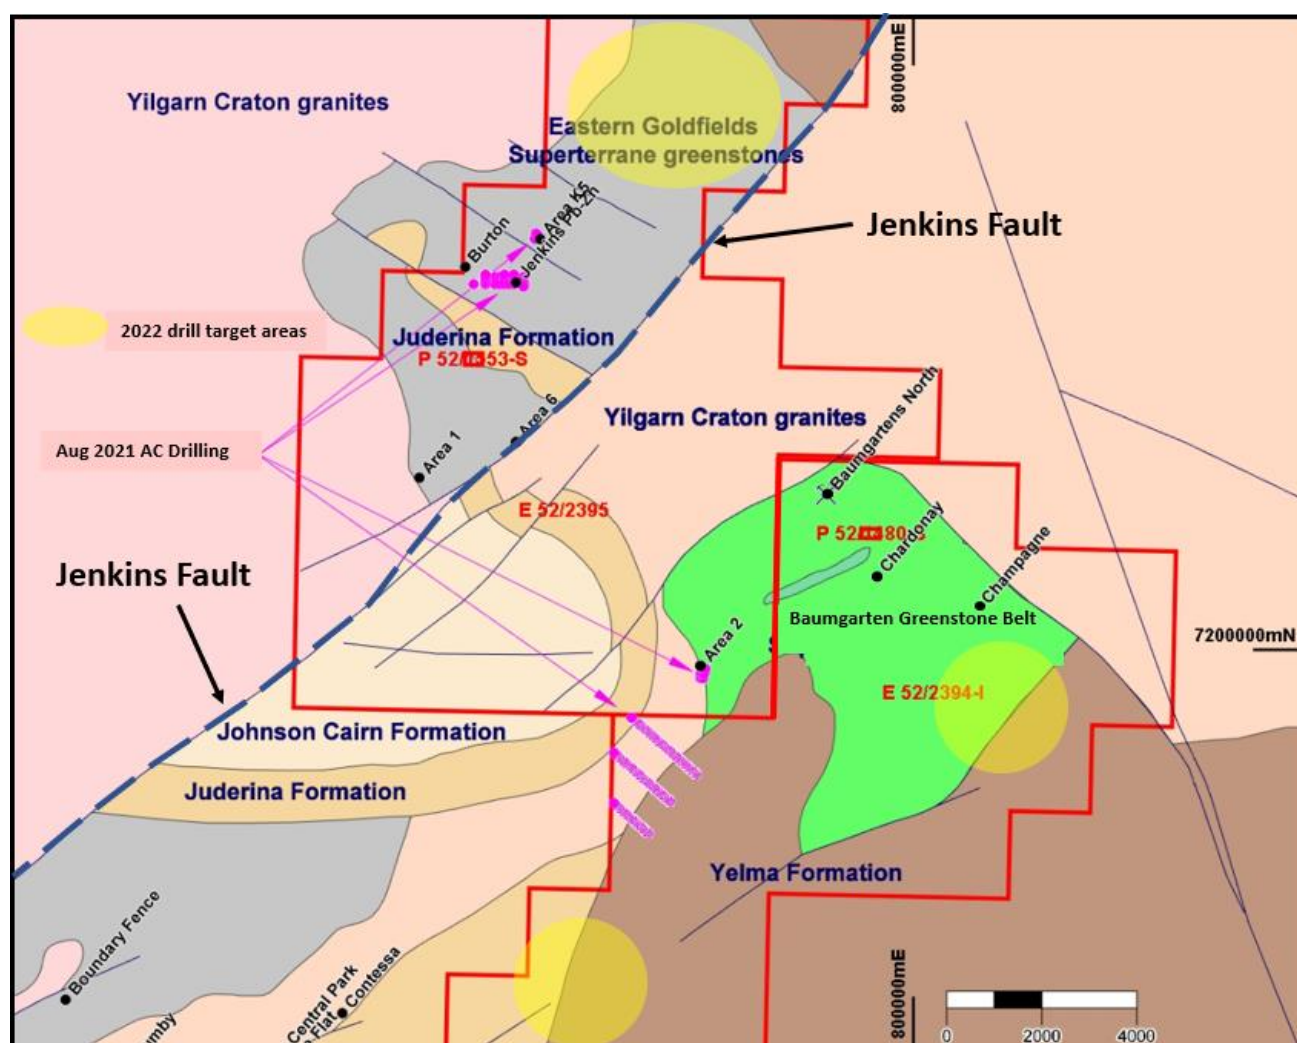 800000mE
Yilgarn Craton granites
Eastern Goldfields
Superterrane greenstones
Area K5
Jenkins Pb-Zn
Burton
Jenkins Fault
2022 drill target areas
Juderina Formation
Area 6
Yilgarn Craton granites
Baumgartens North
Aug 2021 AC Drilling
Area 1
E 52/2395
Chardonay
Champagne
Jenkins Fault
Baumgarten Greenstone Belt
7200000mN
Area 2
E 52/2394-I
Johnson Cairn Formation
Juderina Formation
Yelma Formation
Boundary Fence
Central Park
Contessa
800000mE
0 2000 4000